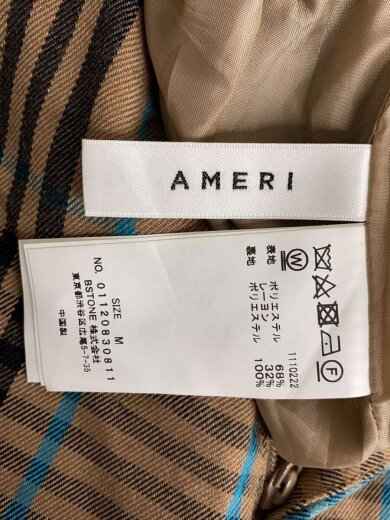 AMERI
W
F
表地 ポリエステル 68%
レーヨン 32%
裏地 ポリエステル 100%
1110222
SIZE M
NO. 01120830811
BSTONE 株式会社
東京都渋谷区広尾5-7-35
中国製